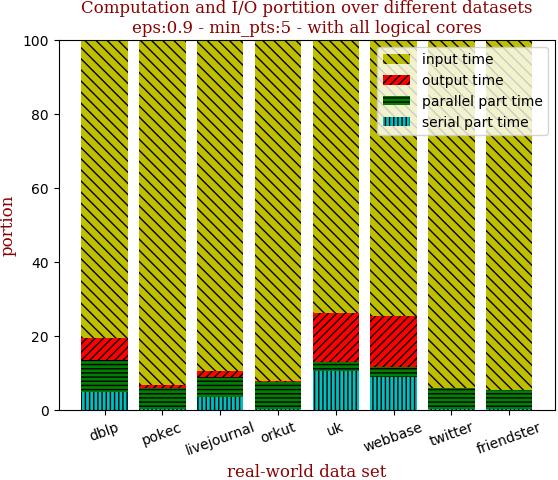 Computation and I/O portition over different datasets
eps:0.9 - min_pts:5 - with all logical cores
100
80
60
40
20
0
portion
input time
output time
parallel part time
serial part time
dblp
pokec
livejournal
orkut
uk
webbase
twitter
friendster
real-world data set